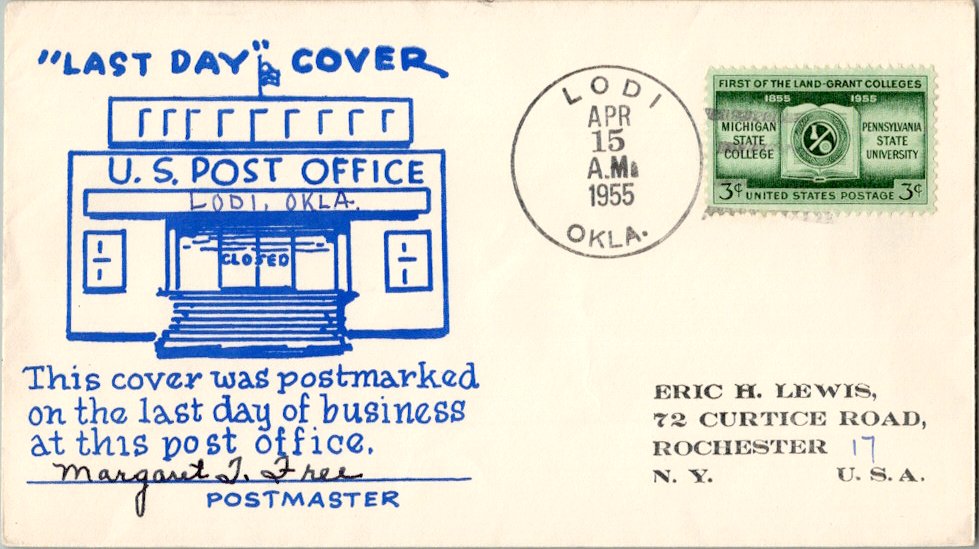 "LAST DAY" COVER
U.S. POST OFFICE
LODI, OKLA.
CLOSED
This cover was postmarked
on the last day of business
at this post office.
Margaret T. Free
POSTMASTER
LODI
APR
15
A.M.
1955
OKLA.
FIRST OF THE LAND-GRANT COLLEGES
1855 1955
MICHIGAN
STATE
COLLEGE
PENNSYLVANIA
STATE
UNIVERSITY
3¢ UNITED STATES POSTAGE 3¢
ERIC H. LEWIS,
72 CURTICE ROAD,
ROCHESTER 17
N. Y. U. S. A.